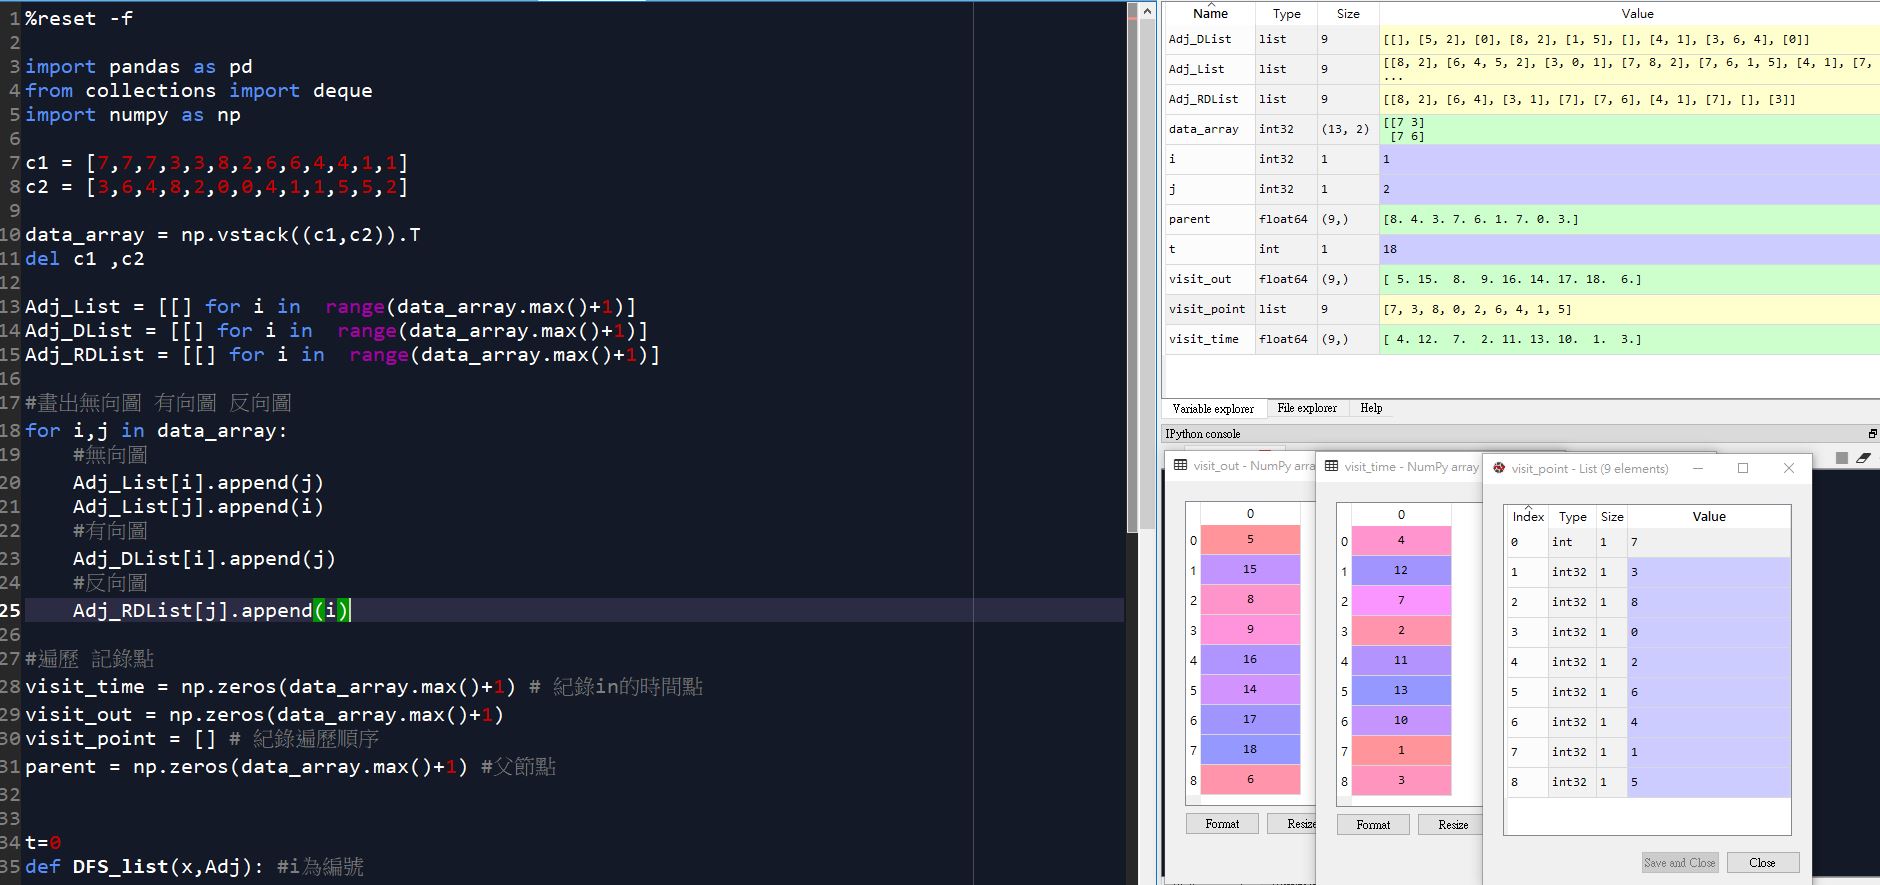 1 %reset -f
2
3 import pandas as pd
4 from collections import deque
5 import numpy as np
6
7 c1 = [7,7,7,3,3,8,2,6,6,4,4,1,1]
8 c2 = [3,6,4,8,2,0,0,4,1,1,5,5,2]
9
10 data_array = np.vstack((c1,c2)).T
11 del c1 ,c2
12
13 Adj_List = [[] for i in  range(data_array.max()+1)]
14 Adj_DList = [[] for i in  range(data_array.max()+1)]
15 Adj_RDList = [[] for i in  range(data_array.max()+1)]
16
17 #畫出無向圖 有向圖 反向圖
18 for i,j in data_array:
19     #無向圖
20     Adj_List[i].append(j)
21     Adj_List[j].append(i)
22     #有向圖
23     Adj_DList[i].append(j)
24     #反向圖
25     Adj_RDList[j].append(i)
26
27 #遍歷 記錄點
28 visit_time = np.zeros(data_array.max()+1) # 紀錄in的時間點
29 visit_out = np.zeros(data_array.max()+1)
30 visit_point = [] # 紀錄遍歷順序
31 parent = np.zeros(data_array.max()+1) #父節點
32
33
34 t=0
35 def DFS_list(x,Adj): #i為編號
Name Type Size Value
Adj_DList list 9 [[], [5, 2], [0], [8, 2], [1, 5], [], [4, 1], [3, 6, 4], [0]]
Adj_List list 9 [[8, 2], [6, 4, 5, 2], [3, 0, 1], [7, 8, 2], [7, 6, 1, 5], [4, 1], [7,
...
Adj_RDList list 9 [[8, 2], [6, 4], [3, 1], [7], [7, 6], [4, 1], [7], [], [3]]
data_array int32 (13, 2) [[7 3]
[7 6]
i int32 1 1
j int32 1 2
parent float64 (9,) [8. 4. 3. 7. 6. 1. 7. 0. 3.]
t int 1 18
visit_out float64 (9,) [ 5. 15.  8.  9. 16. 14. 17. 18.  6.]
visit_point list 9 [7, 3, 8, 0, 2, 6, 4, 1, 5]
visit_time float64 (9,) [ 4. 12.  7.  2. 11. 13. 10.  1.  3.]
Variable explorer File explorer Help
IPython console
visit_out - NumPy arra
0
0 5
1 15
2 8
3 9
4 16
5 14
6 17
7 18
8 6
Format Resize
visit_time - NumPy array
0
0 4
1 12
2 7
3 2
4 11
5 13
6 10
7 1
8 3
Format Resize
visit_point - List (9 elements)
Index Type Size Value
0 int 1 7
1 int32 1 3
2 int32 1 8
3 int32 1 0
4 int32 1 2
5 int32 1 6
6 int32 1 4
7 int32 1 1
8 int32 1 5
Save and Close Close